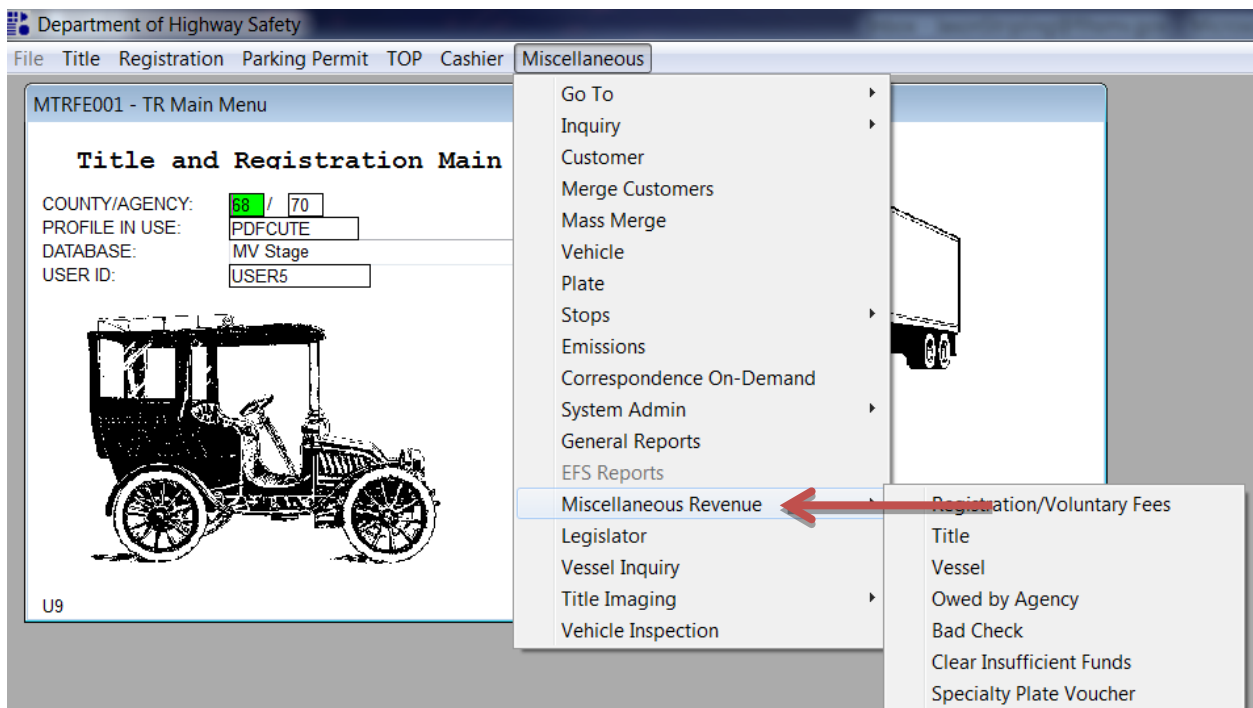 Department of Highway Safety
File Title Registration Parking Permit TOP Cashier Miscellaneous
MTRFE001 - TR Main Menu
Title and Registration Main
COUNTY/AGENCY: 68 / 70
PROFILE IN USE: PDFCUTE
DATABASE: MV Stage
USER ID: USER5
U9
Go To
Inquiry
Customer
Merge Customers
Mass Merge
Vehicle
Plate
Stops
Emissions
Correspondence On-Demand
System Admin
General Reports
EFS Reports
Miscellaneous Revenue
Legislator
Vessel Inquiry
Title Imaging
Vehicle Inspection
Registration/Voluntary Fees
Title
Vessel
Owed by Agency
Bad Check
Clear Insufficient Funds
Specialty Plate Voucher